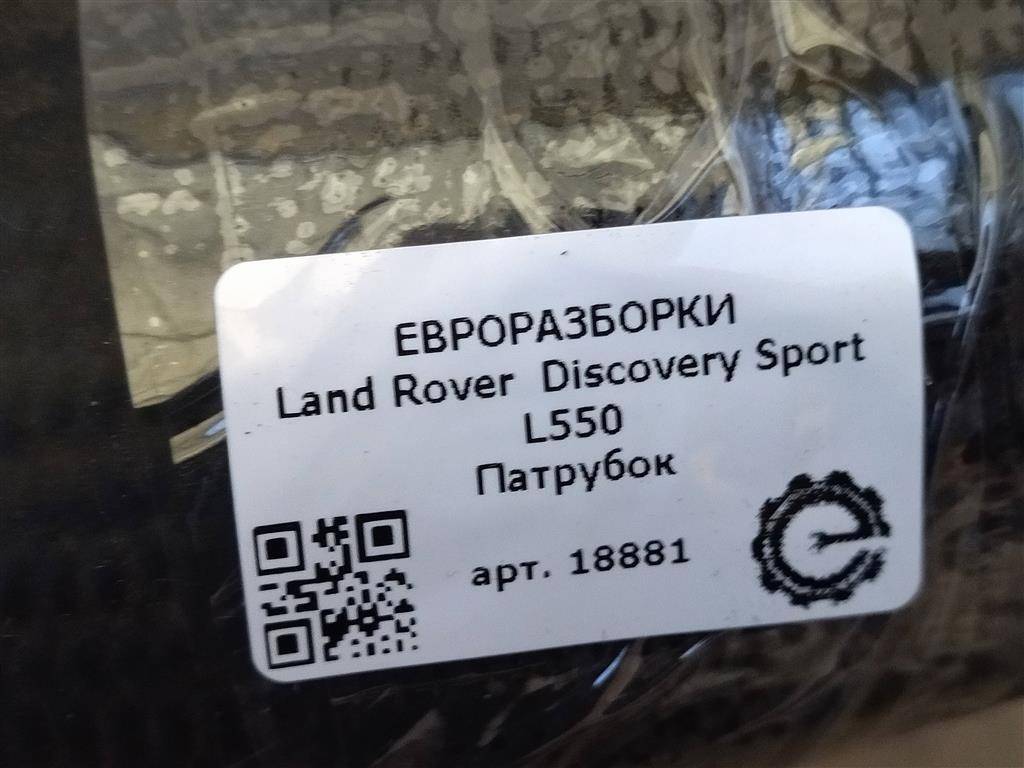 ЕВРОРАЗБОРКИ
Land Rover Discovery Sport
L550
Патрубок
арт. 18881